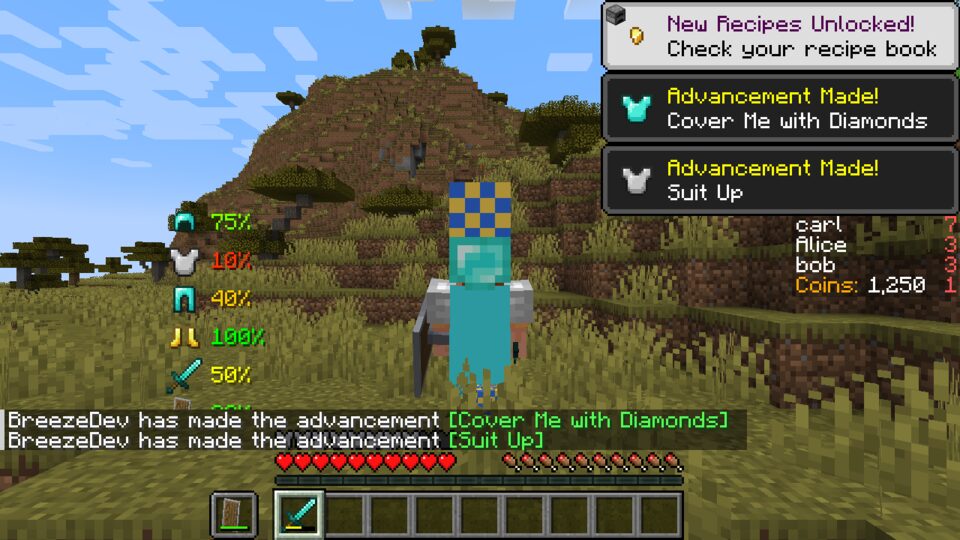 New Recipes Unlocked!
Check your recipe book
Advancement Made!
Cover Me with Diamonds
Advancement Made!
Suit Up
carl 7
Alice 3
bob 3
Coins: 1,250 1
75%
10%
40%
100%
50%
BreezeDev has made the advancement [Cover Me with Diamonds]
BreezeDev has made the advancement [Suit Up]